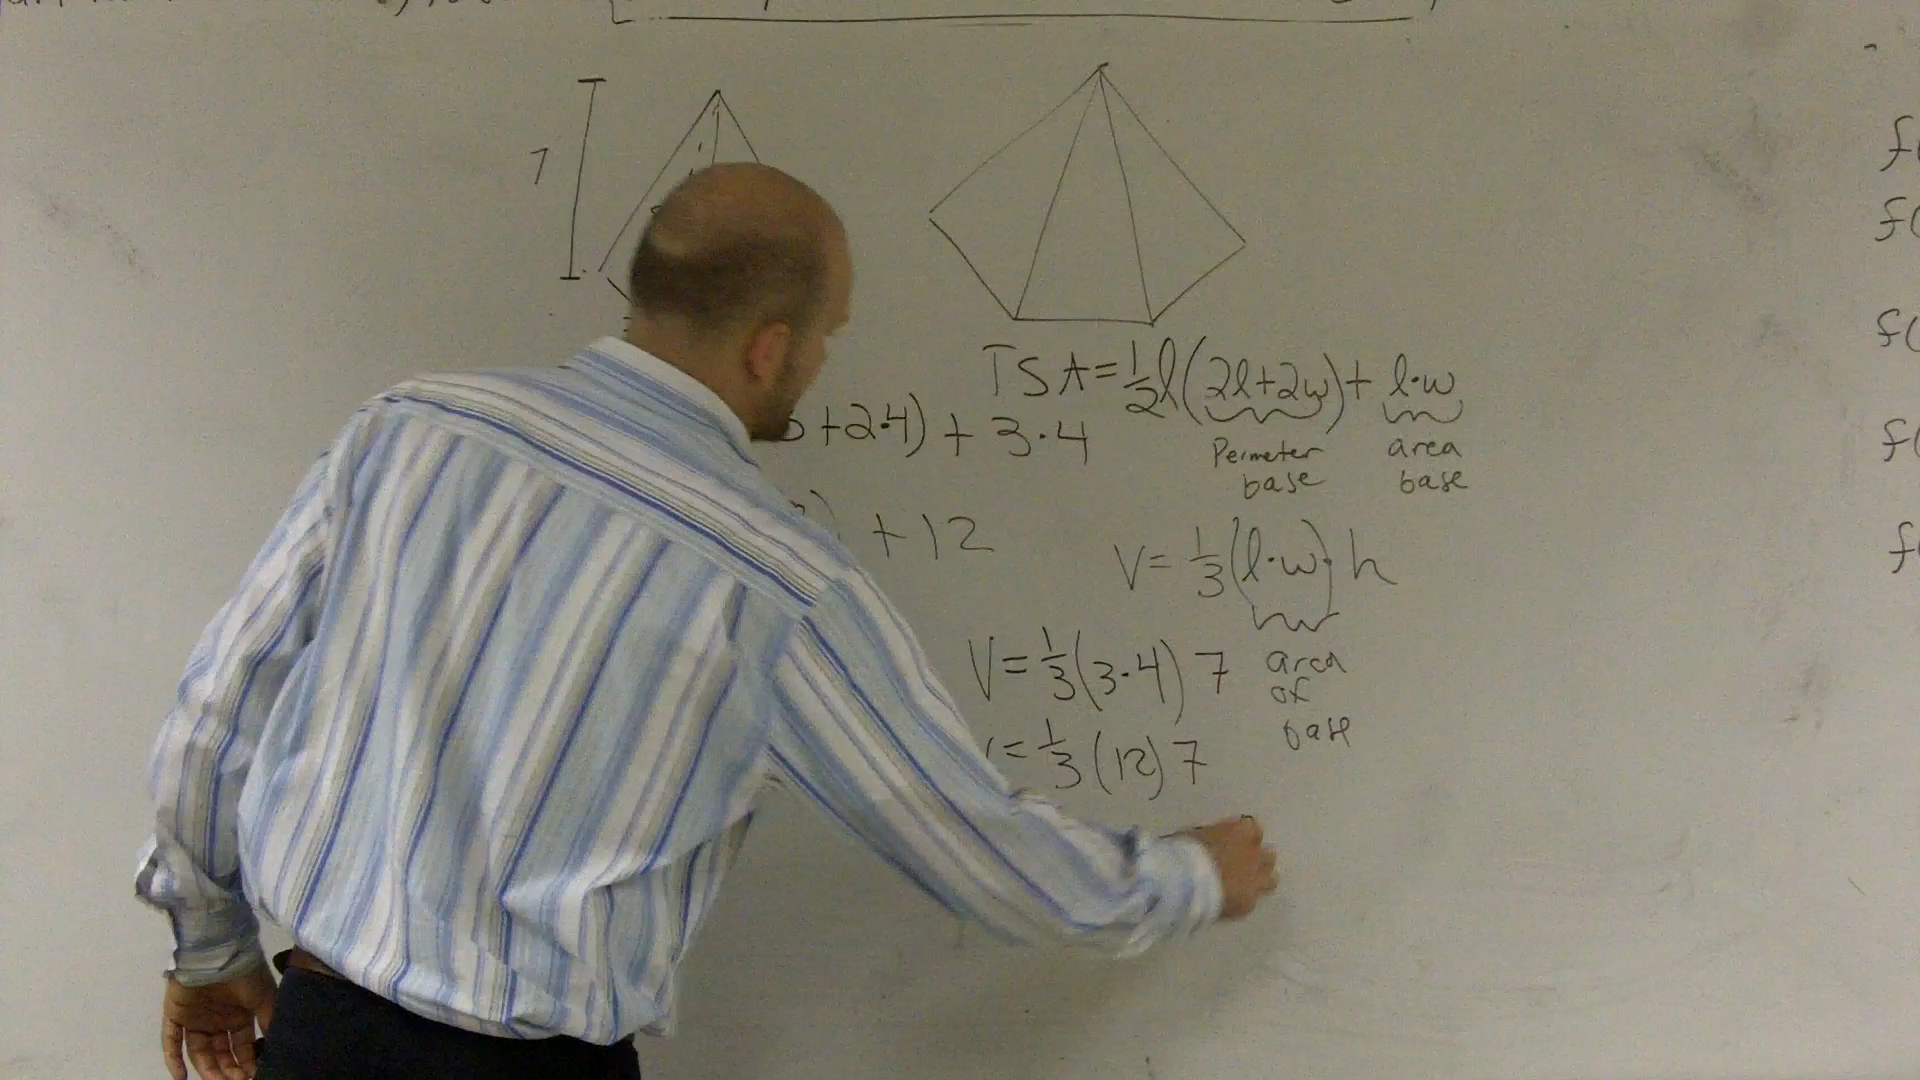 7
TSA = 1/2 l(2l+2w) + l·w
+2·4) + 3·4
Perimeter base
area base
+ 12
V = 1/3 (l·w)· h
V = 1/3 (3·4) 7
area of base
= 1/3 (12) 7
f(
f(
f(
f(
f(